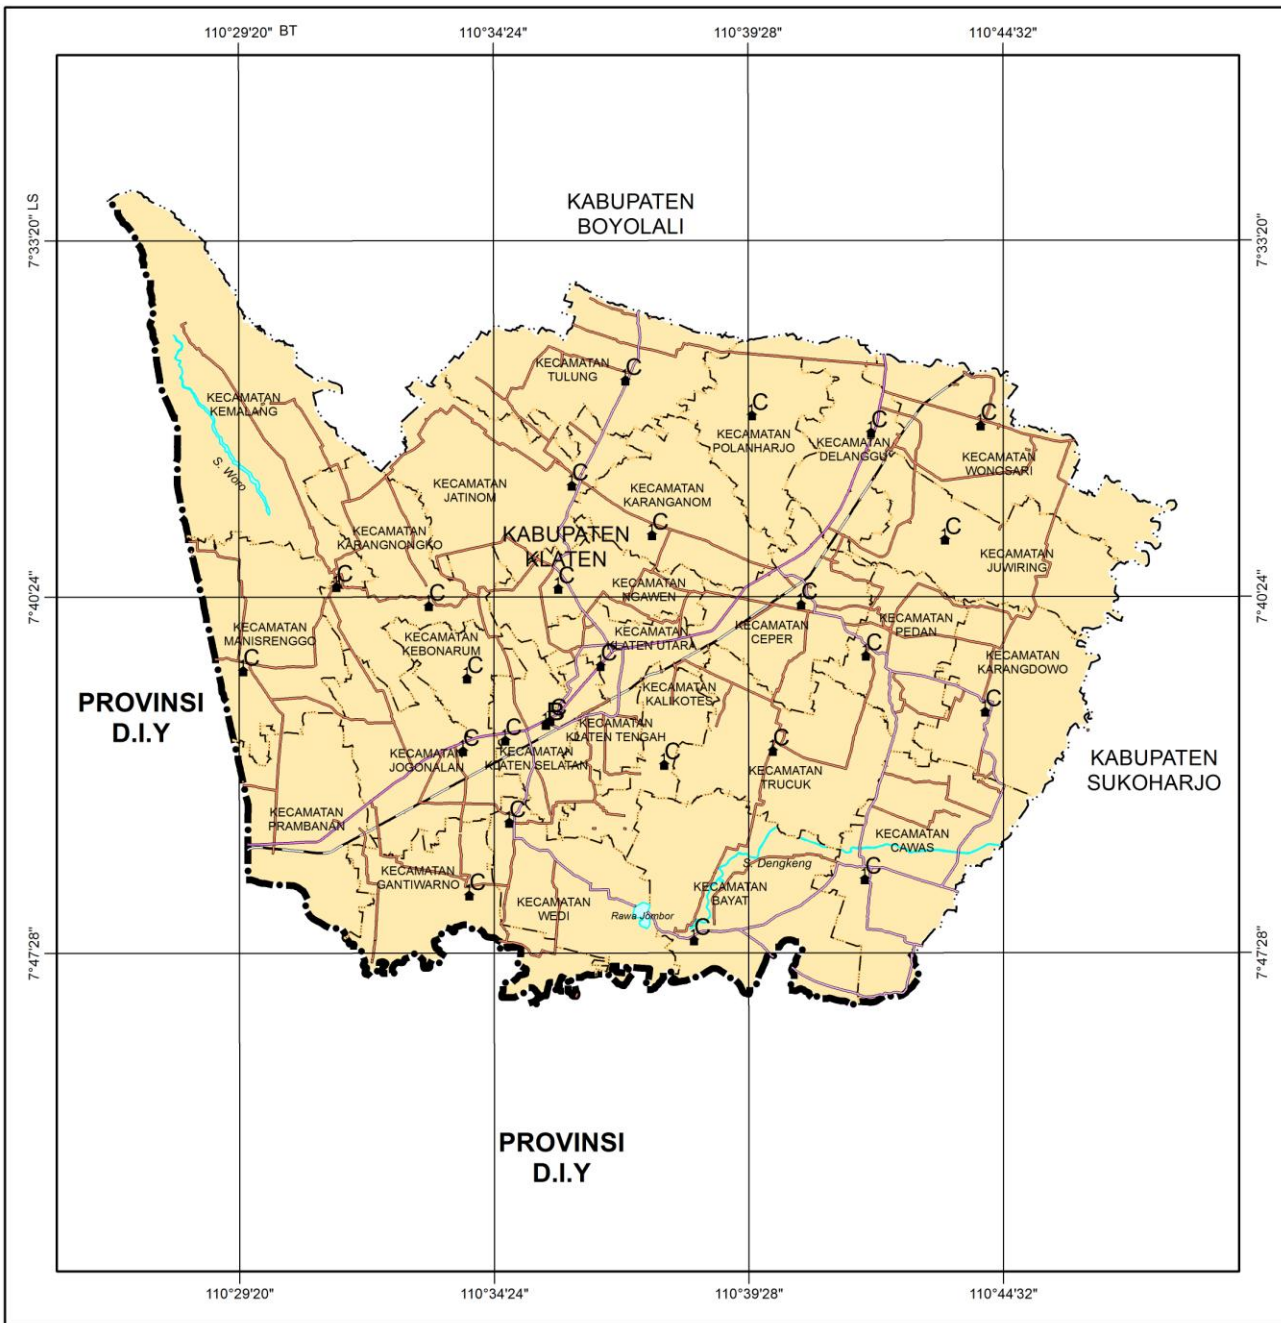 110°29'20" BT
110°34'24"
110°39'28"
110°44'32"
7°33'20" LS
7°33'20"
KABUPATEN
BOYOLALI
KECAMATAN
TULUNG
C
KECAMATAN
KEMALANG
C
C
C
KECAMATAN
POLANHARJO
KECAMATAN
DELANGGU
KECAMATAN
WONGSARI
S. Woro
C
KECAMATAN
JATINOM
KECAMATAN
KARANGANOM
C
C
KECAMATAN
KARANGNONGKO
KABUPATEN
KLATEN
KECAMATAN
JUWIRING
C
C
C
C
KECAMATAN
NGAWEN
7°40'24"
7°40'24"
KECAMATAN
MANISRENGGO
KECAMATAN
KEBONARUM
KECAMATAN
KLATEN UTARA
KECAMATAN
CEPER
KECAMATAN
PEDAN
C
C
C
C
KECAMATAN
KARANGDOWO
KECAMATAN
KALIKOTES
C
PROVINSI
D.I.Y
B
B
KECAMATAN
KLATEN TENGAH
C
C
C
C
KECAMATAN
JOGONALAN
KECAMATAN
KLATEN SELATAN
KECAMATAN
TRUCUK
KABUPATEN
SUKOHARJO
KECAMATAN
PRAMBANAN
C
KECAMATAN
CAWAS
S. Dengkeng
KECAMATAN
GANTIWARNO
C
C
KECAMATAN
BAYAT
KECAMATAN
WEDI
Rawa Jombor
C
7°47'28"
7°47'28"
PROVINSI
D.I.Y
110°29'20"
110°34'24"
110°39'28"
110°44'32"